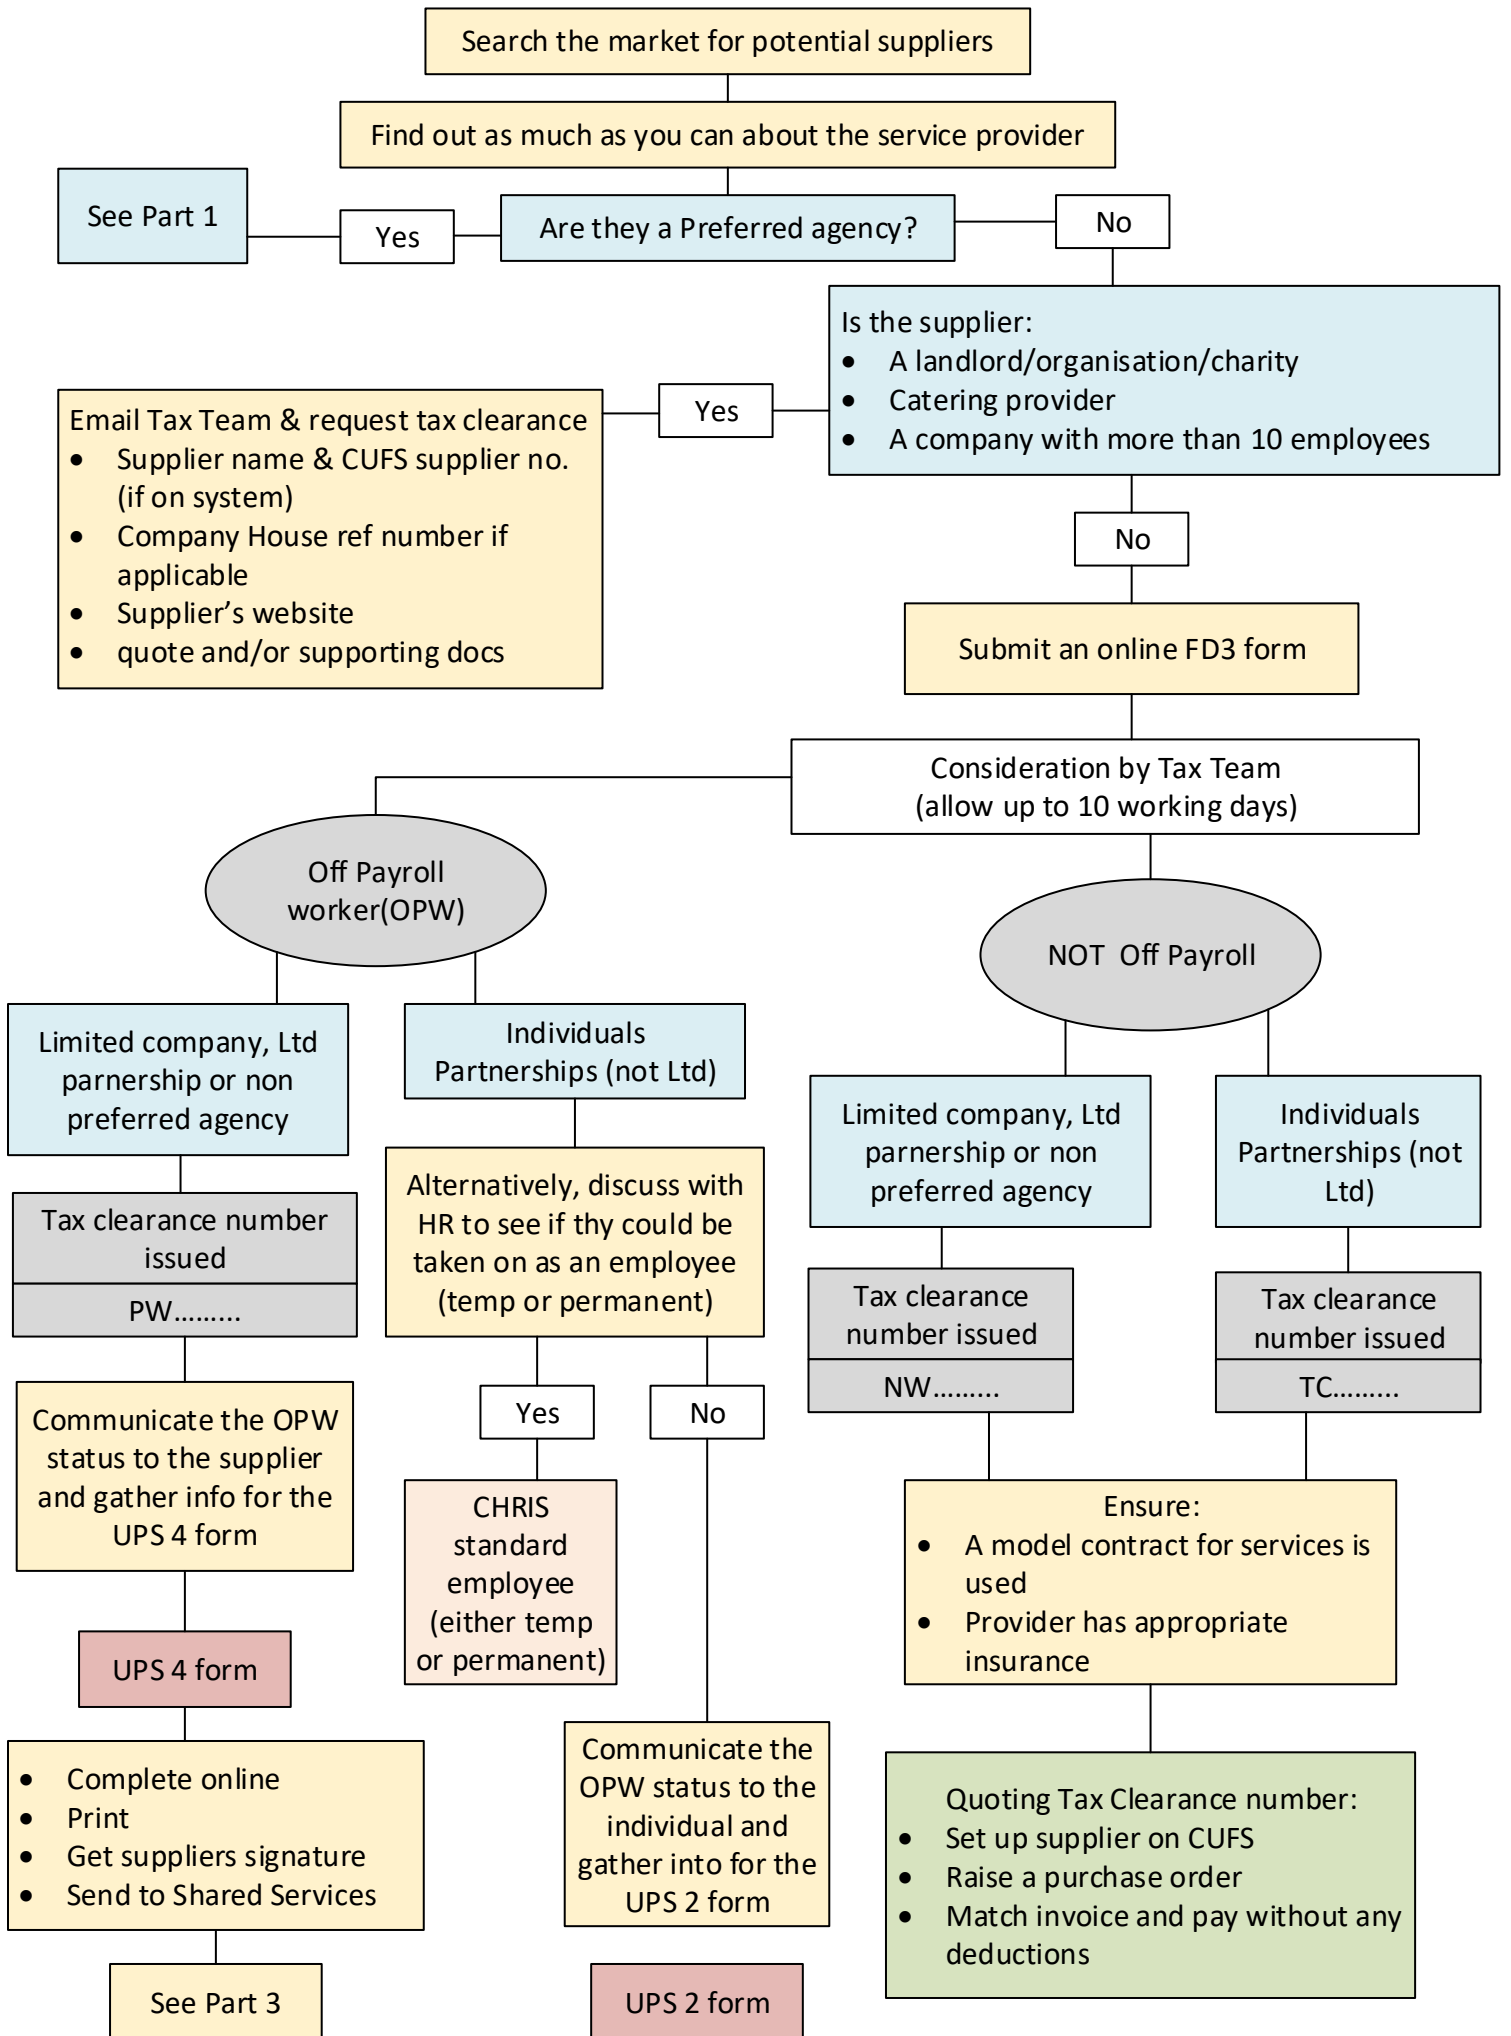 Search the market for potential suppliers
Find out as much as you can about the service provider
See Part 1
Yes
Are they a Preferred agency?
No
Is the supplier:
• A landlord/organisation/charity
• Catering provider
• A company with more than 10 employees
Yes
Email Tax Team & request tax clearance
• Supplier name & CUFS supplier no.
(if on system)
• Company House ref number if
applicable
• Supplier’s website
• quote and/or supporting docs
No
Submit an online FD3 form
Consideration by Tax Team
(allow up to 10 working days)
Off Payroll
worker(OPW)
NOT  Off Payroll
Limited company, Ltd
parnership or non
preferred agency
Individuals
Partnerships (not Ltd)
Limited company, Ltd
parnership or non
preferred agency
Individuals
Partnerships (not
Ltd)
Tax clearance number
issued
PW.........
Alternatively, discuss with
HR to see if thy could be
taken on as an employee
(temp or permanent)
Tax clearance
number issued
NW.........
Tax clearance
number issued
TC.........
Communicate the OPW
status to the supplier
and gather info for the
UPS 4 form
Yes
No
CHRIS
standard
employee
(either temp
or permanent)
Ensure:
• A model contract for services is
used
• Provider has appropriate
insurance
UPS 4 form
• Complete online
• Print
• Get suppliers signature
• Send to Shared Services
Communicate the
OPW status to the
individual and
gather into for the
UPS 2 form
Quoting Tax Clearance number:
• Set up supplier on CUFS
• Raise a purchase order
• Match invoice and pay without any
deductions
See Part 3
UPS 2 form